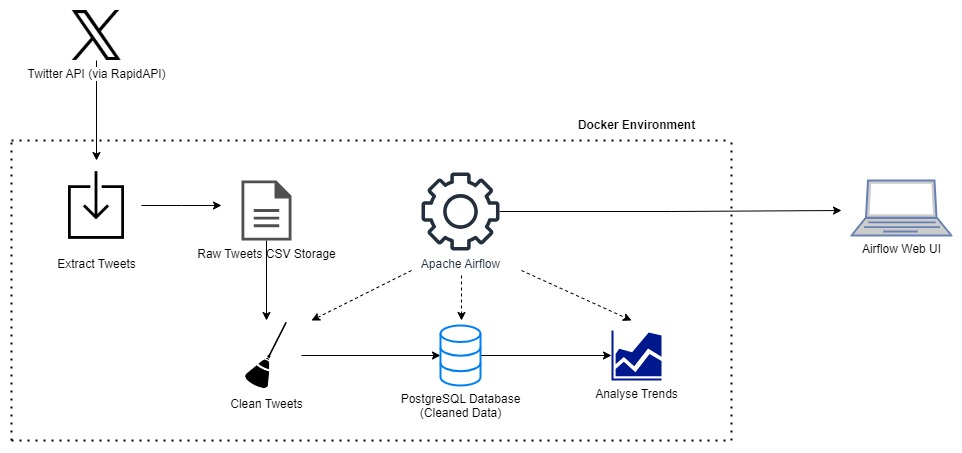 Twitter API (via RapidAPI)
Docker Environment
Extract Tweets
Raw Tweets CSV Storage
Apache Airflow
Airflow Web UI
Clean Tweets
PostgreSQL Database
(Cleaned Data)
Analyse Trends